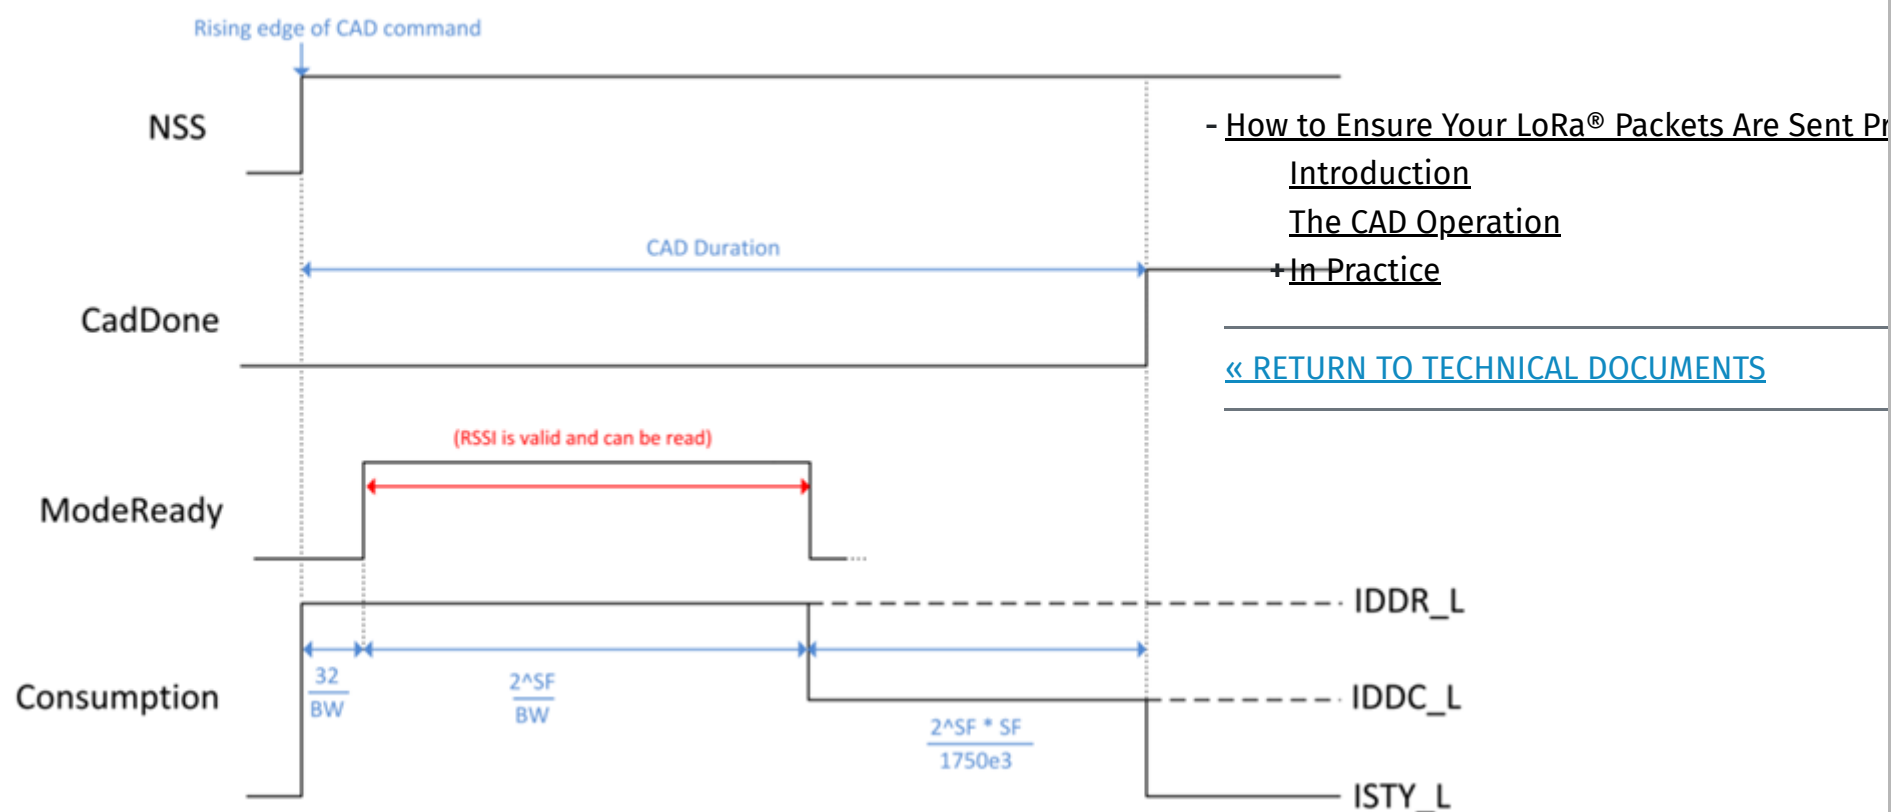 Rising edge of CAD command
NSS
- How to Ensure Your LoRa® Packets Are Sent Pr
Introduction
The CAD Operation
+ In Practice
« RETURN TO TECHNICAL DOCUMENTS
CAD Duration
CadDone
(RSSI is valid and can be read)
ModeReady
IDDR_L
32
BW
2^SF
BW
Consumption
IDDC_L
2^SF * SF
1750e3
ISTY_L